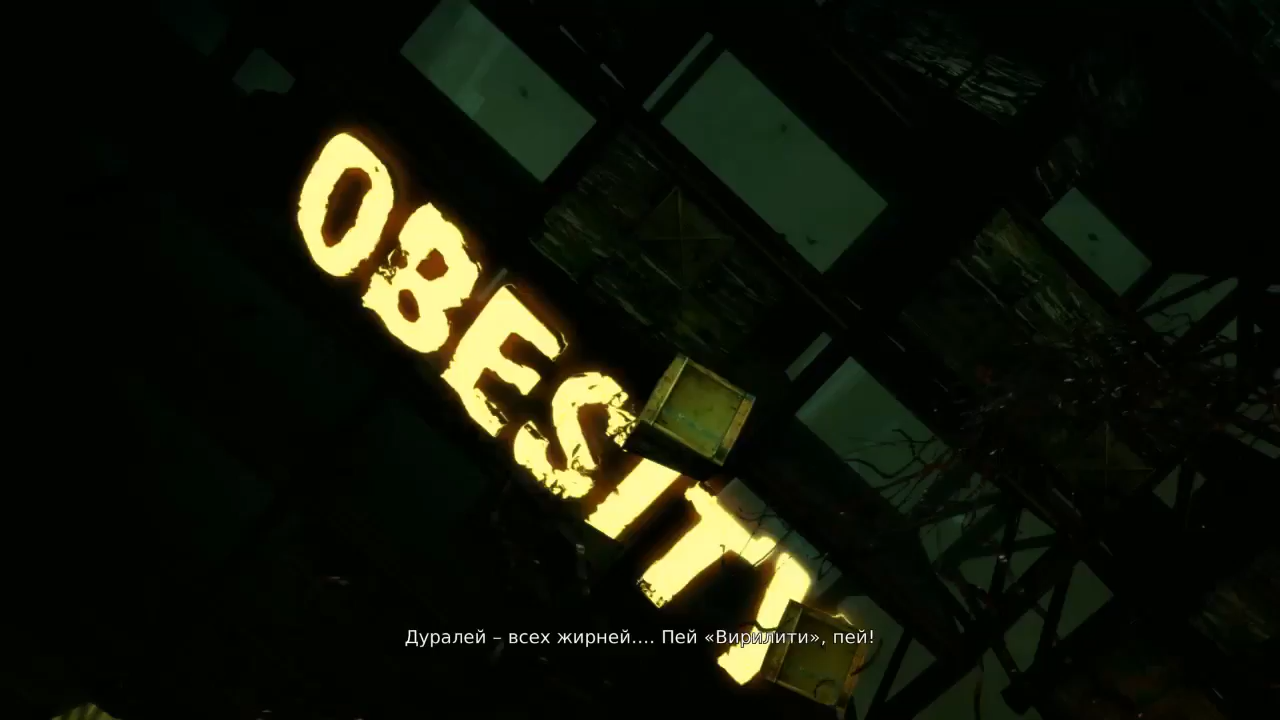 OBESITY
Дуралей – всех жирней.... Пей «Вирилити», пей!